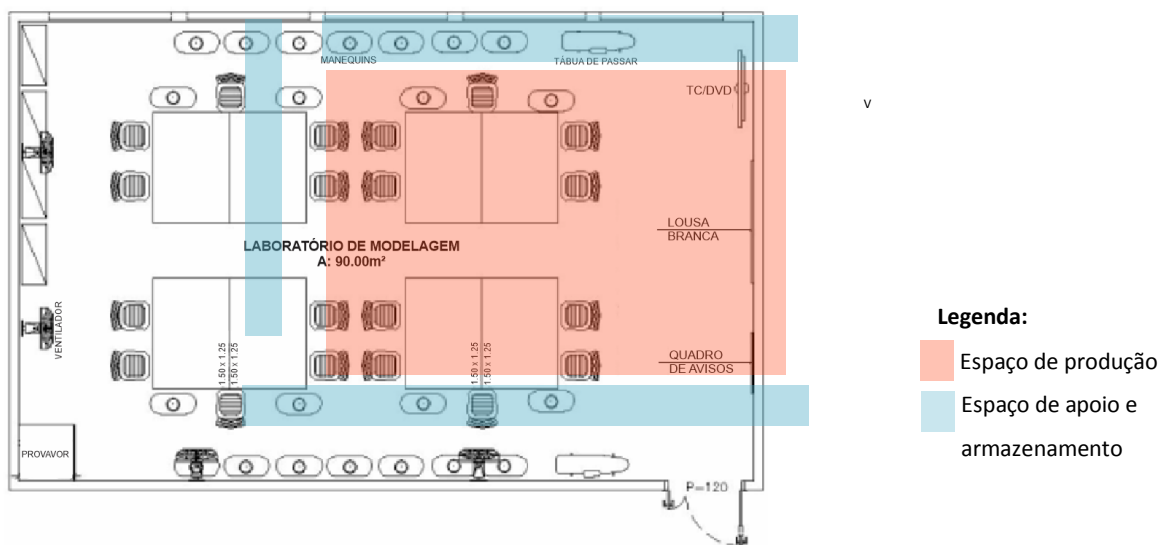 MANEQUINS
TÁBUA DE PASSAR
TC/DVD
V
LOUSA
BRANCA
LABORATÓRIO DE MODELAGEM
A: 90.00m²
VENTILADOR
1.50 x 1.25
1.50 x 1.25
1.50 x 1.25
1.50 x 1.25
QUADRO
DE AVISOS
PROVAVOR
P=120
Legenda:
Espaço de produção
Espaço de apoio e
armazenamento